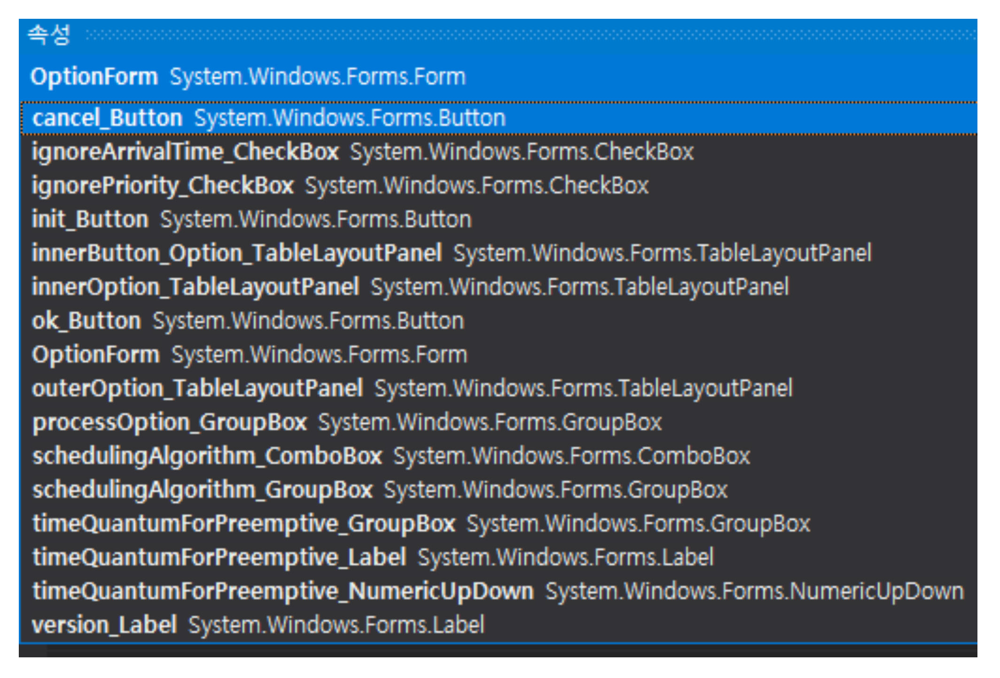 속성
OptionForm System.Windows.Forms.Form
cancel_Button System.Windows.Forms.Button
ignoreArrivalTime_CheckBox System.Windows.Forms.CheckBox
ignorePriority_CheckBox System.Windows.Forms.CheckBox
init_Button System.Windows.Forms.Button
innerButton_Option_TableLayoutPanel System.Windows.Forms.TableLayoutPanel
innerOption_TableLayoutPanel System.Windows.Forms.TableLayoutPanel
ok_Button System.Windows.Forms.Button
OptionForm System.Windows.Forms.Form
outerOption_TableLayoutPanel System.Windows.Forms.TableLayoutPanel
processOption_GroupBox System.Windows.Forms.GroupBox
schedulingAlgorithm_ComboBox System.Windows.Forms.ComboBox
schedulingAlgorithm_GroupBox System.Windows.Forms.GroupBox
timeQuantumForPreemptive_GroupBox System.Windows.Forms.GroupBox
timeQuantumForPreemptive_Label System.Windows.Forms.Label
timeQuantumForPreemptive_NumericUpDown System.Windows.Forms.NumericUpDown
version_Label System.Windows.Forms.Label